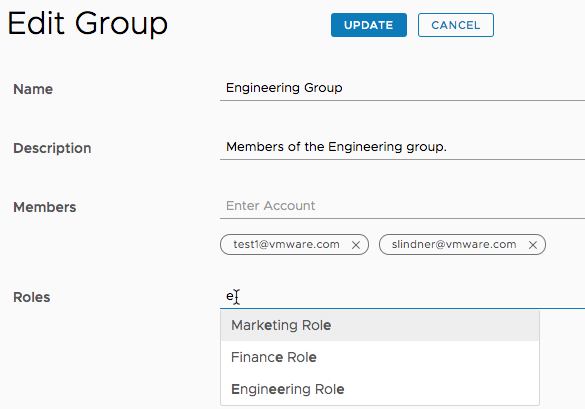 Edit Group UPDATE CANCEL
Name Engineering Group
Description Members of the Engineering group.
Members Enter Account
test1@vmware.com slindner@vmware.com
Roles e
Marketing Role
Finance Role
Engineering Role